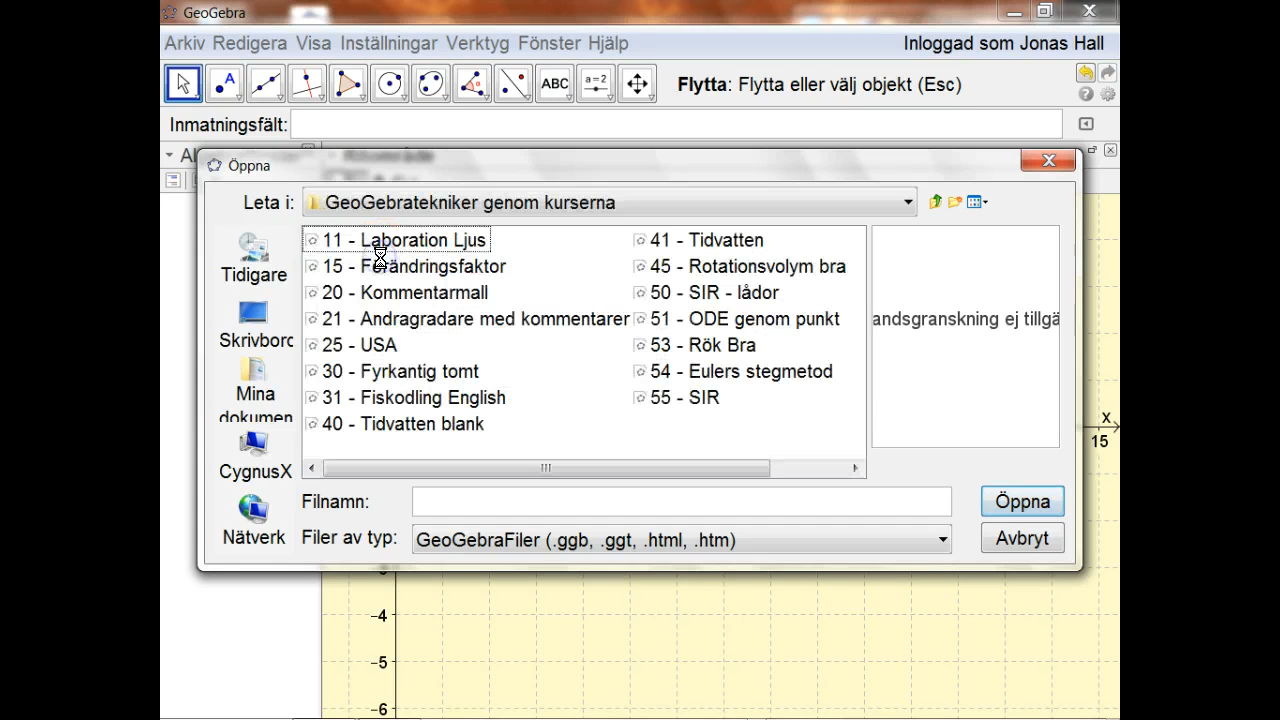 GeoGebra
Arkiv Redigera Visa Inställningar Verktyg Fönster Hjälp
Inloggad som Jonas Hall
A ABC a=2
Flytta: Flytta eller välj objekt (Esc)
Inmatningsfält:
Öppna
Leta i: GeoGebratekniker genom kurserna
Tidigare
Skrivborc
Mina
dokumen
CygnusX
Nätverk
11 - Laboration Ljus
15 - Förändringsfaktor
20 - Kommentarmall
21 - Andragradare med kommentarer
25 - USA
30 - Fyrkantig tomt
31 - Fiskodling English
40 - Tidvatten blank
41 - Tidvatten
45 - Rotationsvolym bra
50 - SIR - lådor
51 - ODE genom punkt
53 - Rök Bra
54 - Eulers stegmetod
55 - SIR
andsgranskning ej tillgä
Filnamn:
Öppna
Filer av typ: GeoGebraFiler (.ggb, .ggt, .html, .htm)
Avbryt
x
15
-4
-5
-6